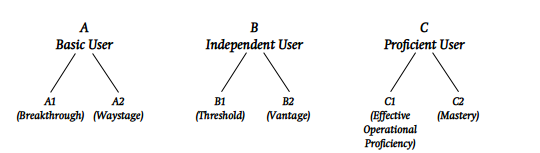 A
Basic User
B
Independent User
C
Proficient User
A1
(Breakthrough)
A2
(Waystage)
B1
(Threshold)
B2
(Vantage)
C1
(Effective
Operational
Proficiency)
C2
(Mastery)